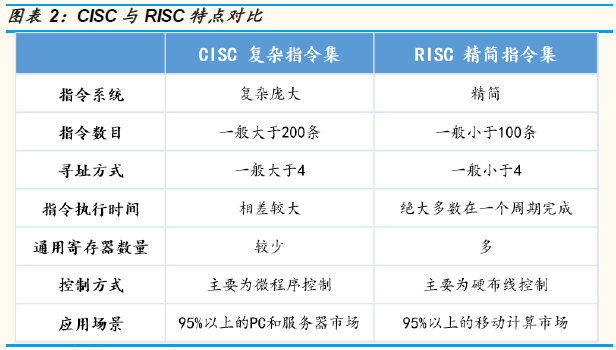 图表 2：CISC 与 RISC 特点对比
CISC 复杂指令集 RISC 精简指令集
指令系统 复杂庞大 精简
指令数目 一般大于200条 一般小于100条
寻址方式 一般大于4 一般小于4
指令执行时间 相差较大 绝大多数在一个周期完成
通用寄存器数量 较少 多
控制方式 主要为微程序控制 主要为硬布线控制
应用场景 95%以上的PC和服务器市场 95%以上的移动计算市场